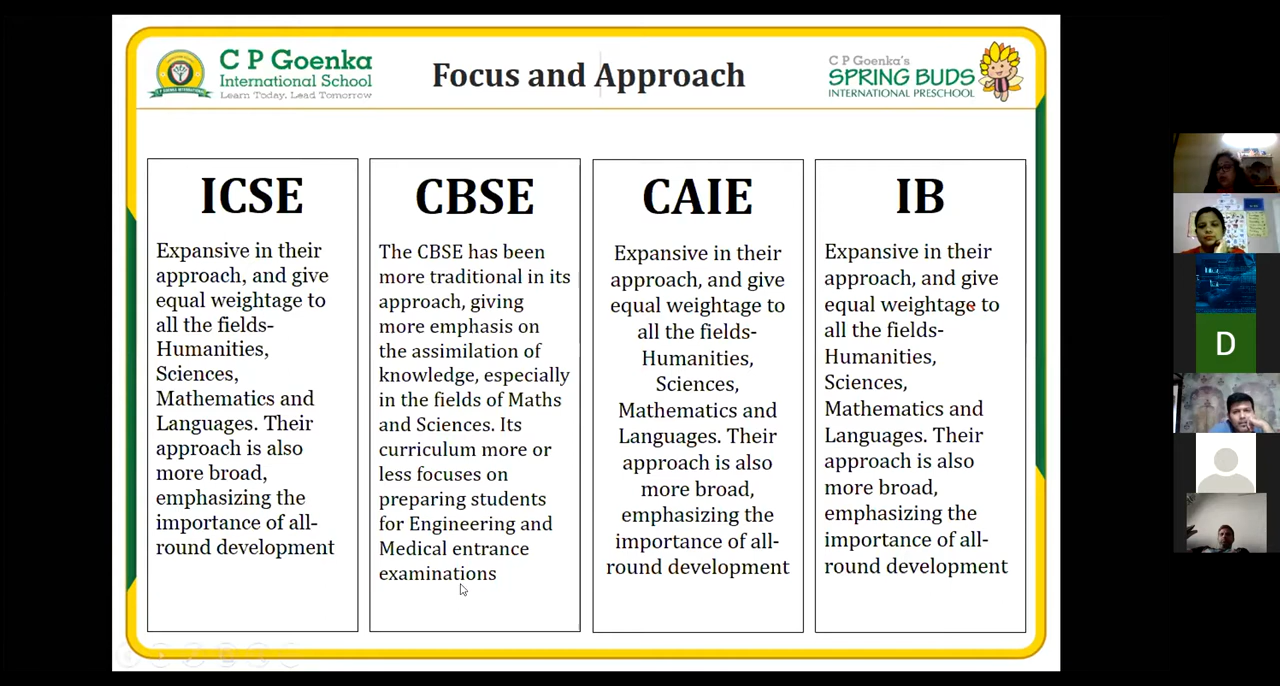 C P Goenka
International School
Learn Today. Lead Tomorrow
Focus and Approach
C P GOENKA'S
SPRING BUDS
INTERNATIONAL PRESCHOOL
ICSE
Expansive in their
approach, and give
equal weightage to
all the fields-
Humanities,
Sciences,
Mathematics and
Languages. Their
approach is also
more broad,
emphasizing the
importance of all-
round development
CBSE
The CBSE has been
more traditional in its
approach, giving
more emphasis on
the assimilation of
knowledge, especially
in the fields of Maths
and Sciences. Its
curriculum more or
less focuses on
preparing students
for Engineering and
Medical entrance
examinations
CAIE
Expansive in their
approach, and give
equal weightage to
all the fields-
Humanities,
Sciences,
Mathematics and
Languages. Their
approach is also
more broad,
emphasizing the
importance of all-
round development
IB
Expansive in their
approach, and give
equal weightage to
all the fields-
Humanities,
Sciences,
Mathematics and
Languages. Their
approach is also
more broad,
emphasizing the
importance of all-
round development
D